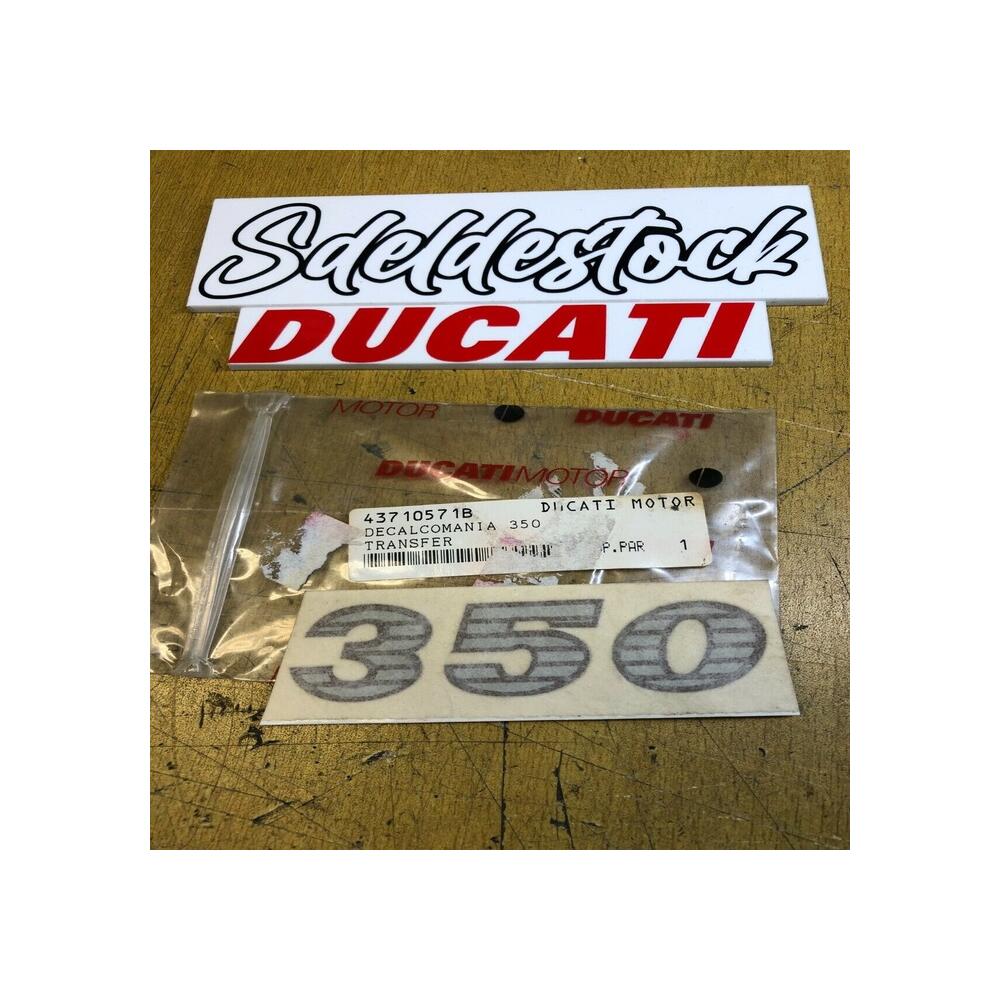 Sdeldestock
DUCATI
MOTOR DUCATI
DUCATIMOTOR
43710571B DUCATI MOTOR
DECALCOMANIA 350
TRANSFER P.PAR 1
350